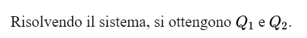 Risolvendo il sistema, si ottengono Q₁ e Q₂.